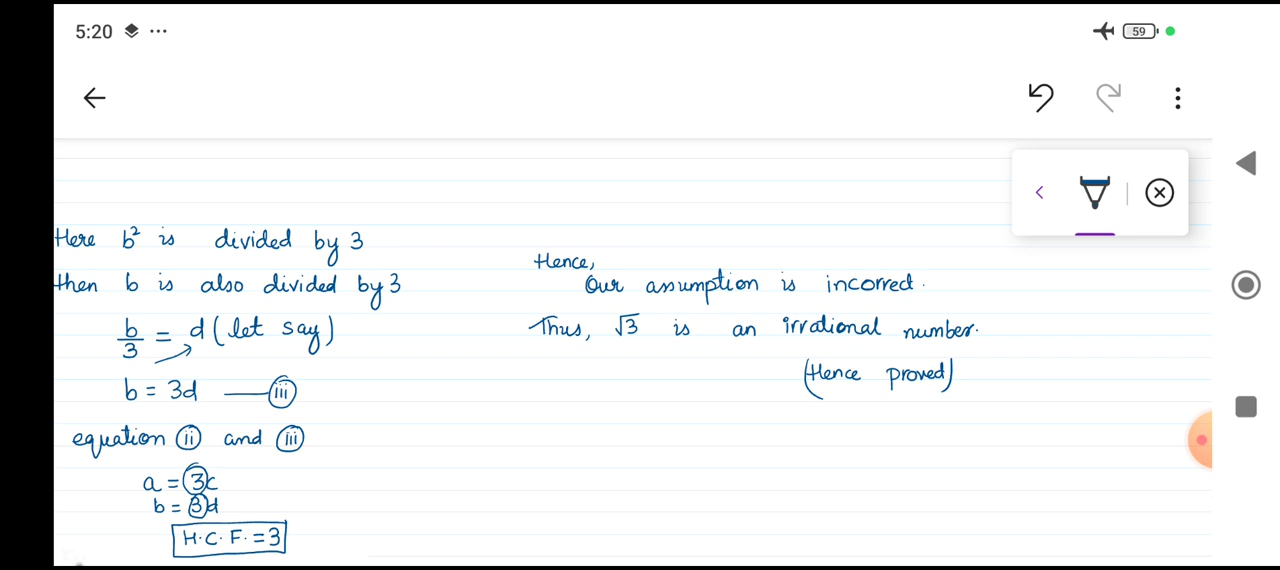 5:20
59
Here b² is divided by 3
then b is also divided by 3
b/3 = d (let say)
b = 3d — (iii)
equation (ii) and (iii)
a = 3c
b = 3d
H.C.F. = 3
Hence,
Our assumption is incorrect.
Thus, √3 is an irrational number.
(Hence proved)